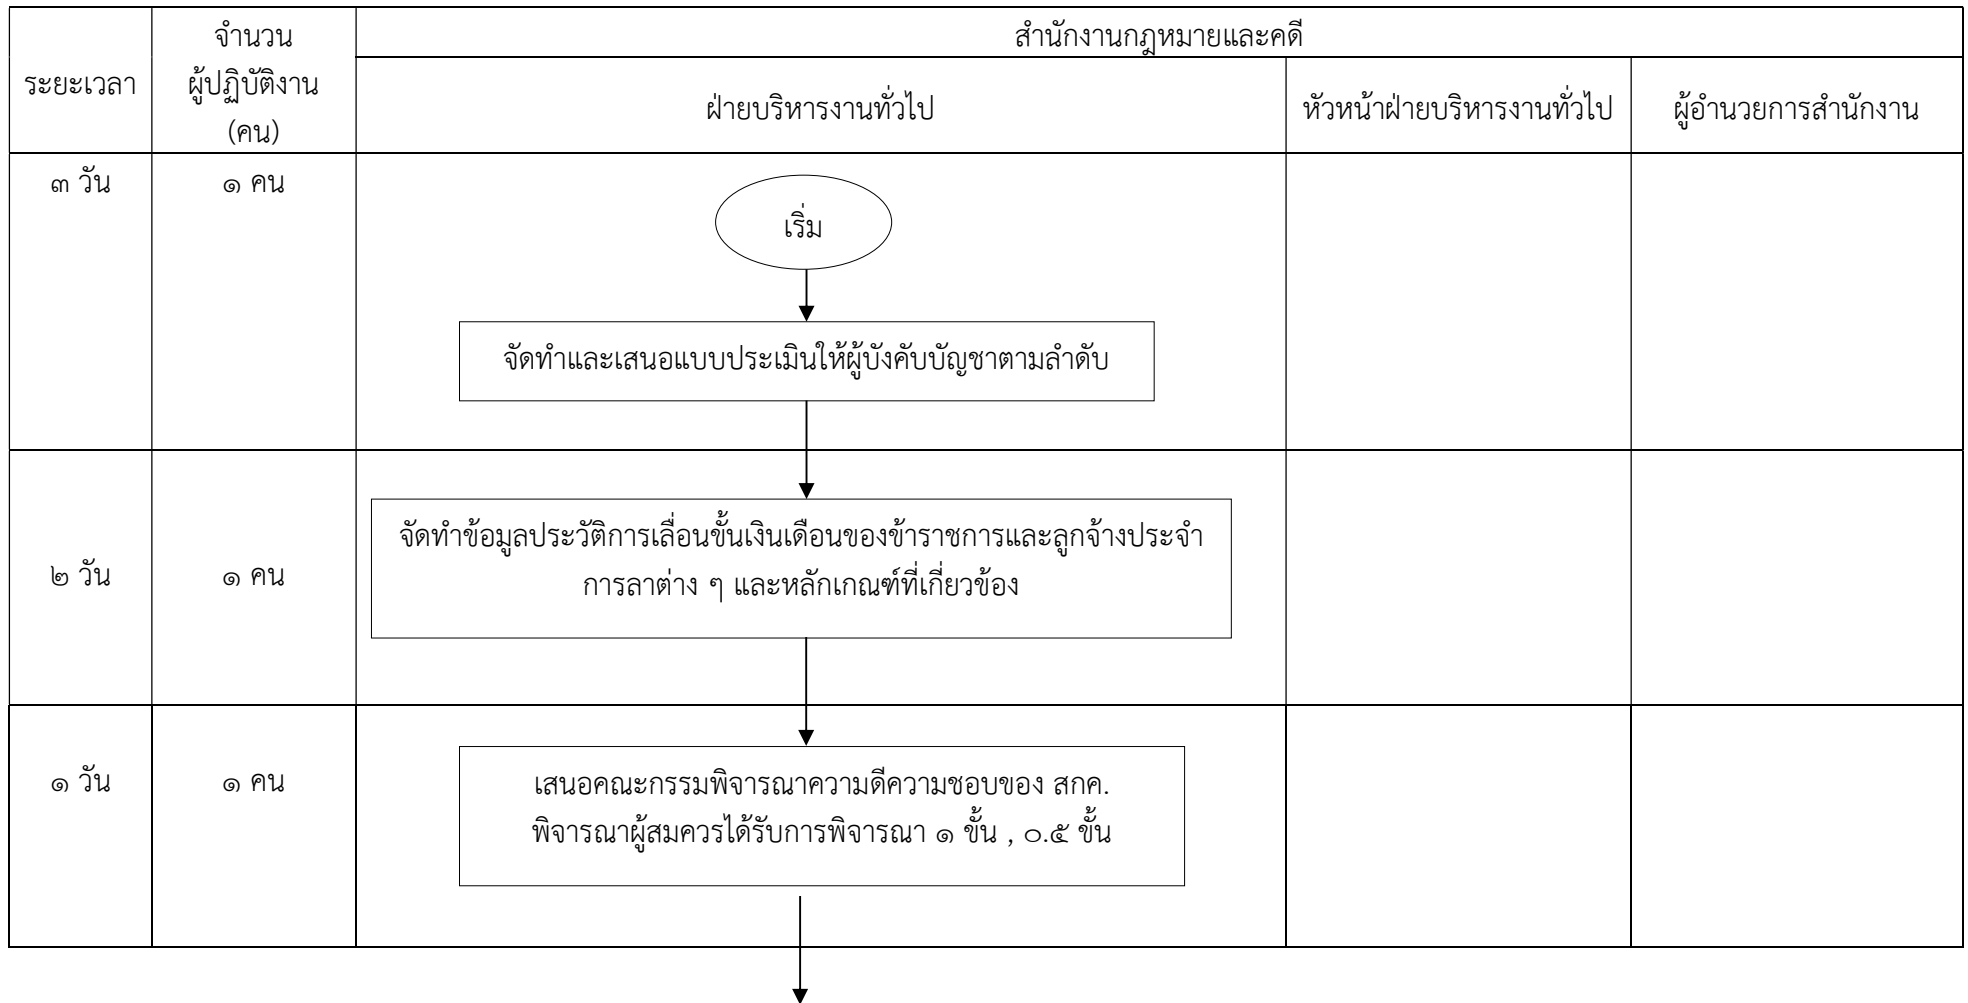 ระยะเวลา
จำนวน
ผู้ปฏิบัติงาน
(คน)
สำนักงานกฎหมายและคดี
ฝ่ายบริหารงานทั่วไป
หัวหน้าฝ่ายบริหารงานทั่วไป
ผู้อำนวยการสำนักงาน
๓ วัน
๑ คน
เริ่ม
จัดทำและเสนอแบบประเมินให้ผู้บังคับบัญชาตามลำดับ
๒ วัน
๑ คน
จัดทำข้อมูลประวัติการเลื่อนขั้นเงินเดือนของข้าราชการและลูกจ้างประจำ
การลาต่าง ๆ และหลักเกณฑ์ที่เกี่ยวข้อง
๑ วัน
๑ คน
เสนอคณะกรรมพิจารณาความดีความชอบของ สกค.
พิจารณาผู้สมควรได้รับการพิจารณา ๑ ขั้น , ๐.๕ ขั้น